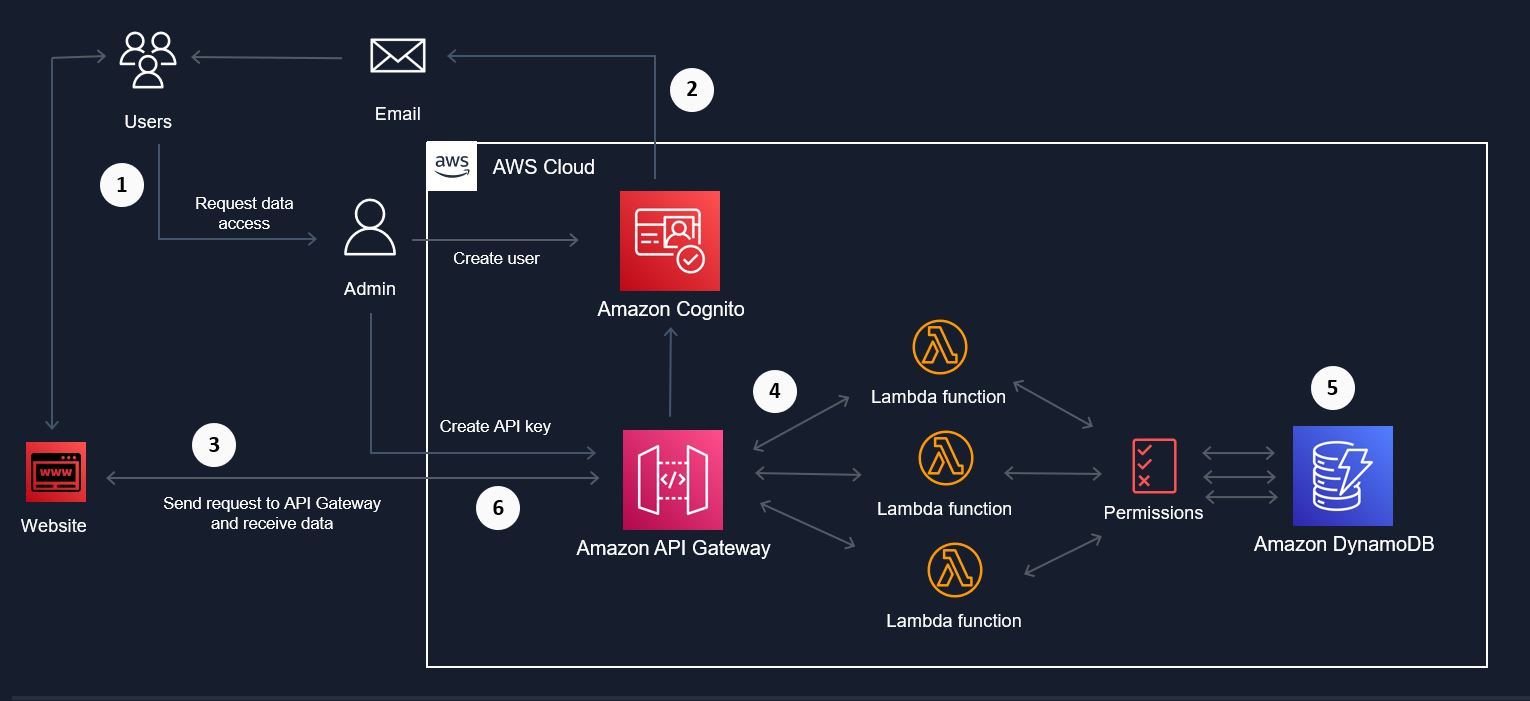 Users
Email
2
1
aws
AWS Cloud
Request data
access
Admin
Create user
Amazon Cognito
Lambda function
4
5
Create API key
3
www
Website
Send request to API Gateway
and receive data
6
</>
Amazon API Gateway
Lambda function
Permissions
Amazon DynamoDB
Lambda function